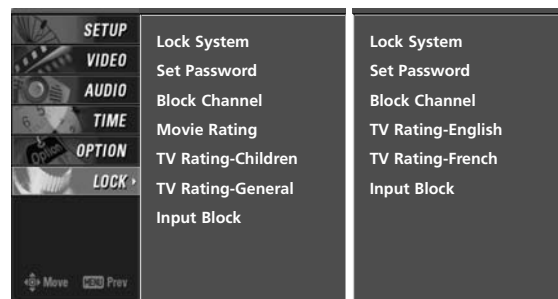 SETUP
VIDEO
AUDIO
TIME
OPTION
LOCK
Move MENU Prev
Lock System
Set Password
Block Channel
Movie Rating
TV Rating-Children
TV Rating-General
Input Block
Lock System
Set Password
Block Channel
TV Rating-English
TV Rating-French
Input Block